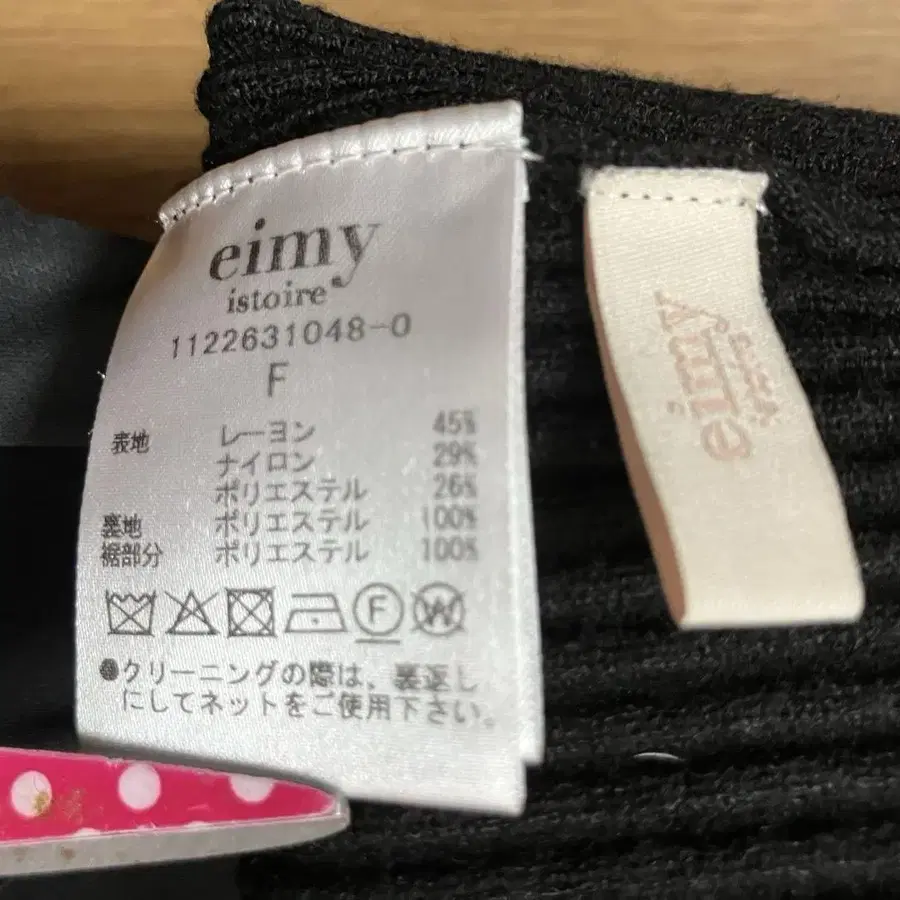 eimy
istoire
1122631048-0
F
表地 レーヨン 45%
ナイロン 29%
ポリエステル 26%
裏地 ポリエステル 100%
裾部分 ポリエステル 100%
F
W
●クリーニングの際は、裏返し
にしてネットをご使用下さい。
eimy